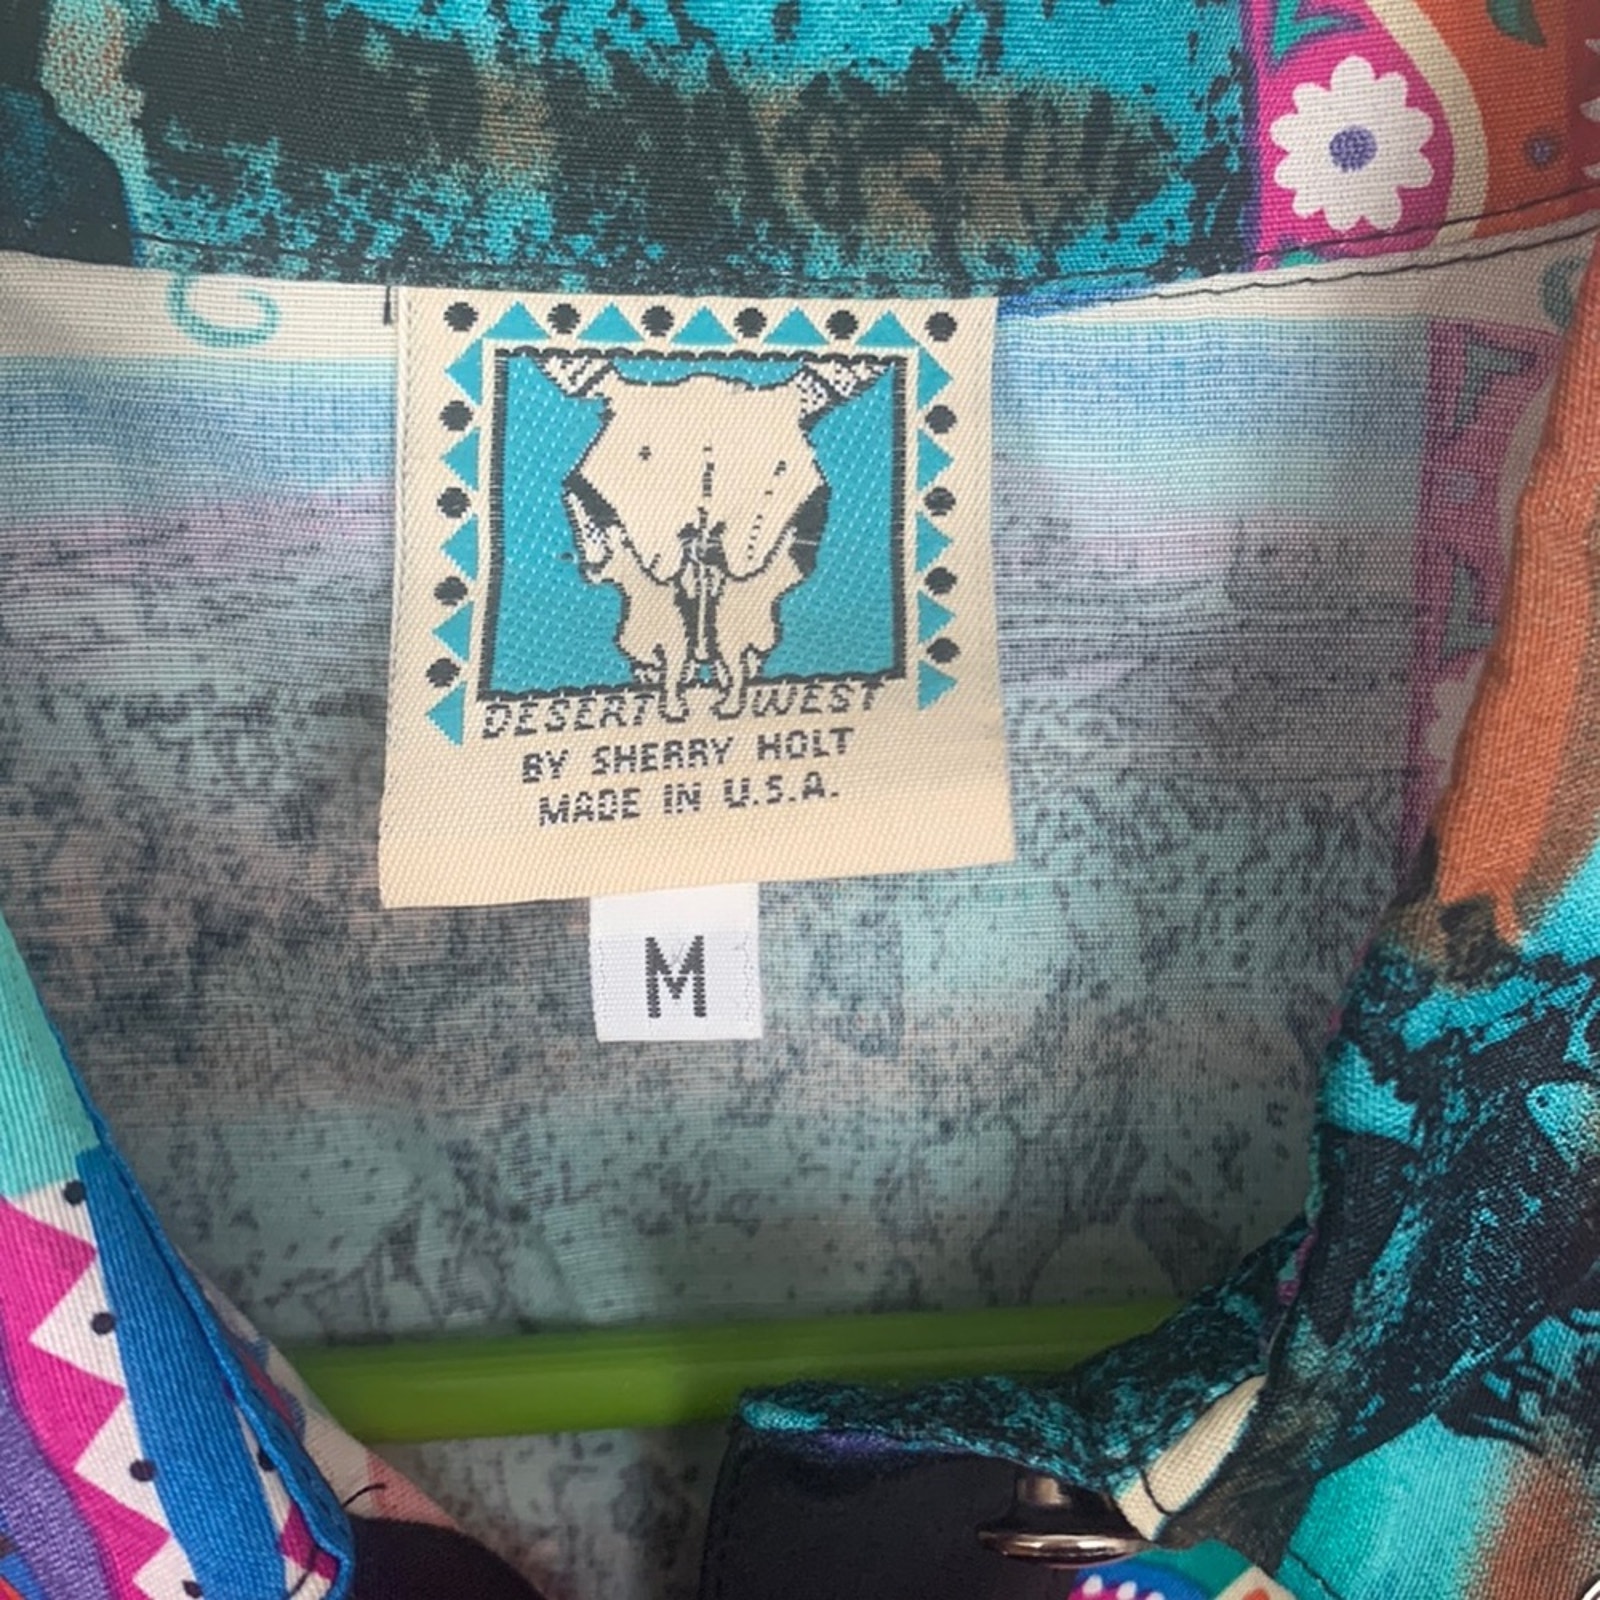 DESERT WEST
BY SHERRY HOLT
MADE IN U.S.A.
M